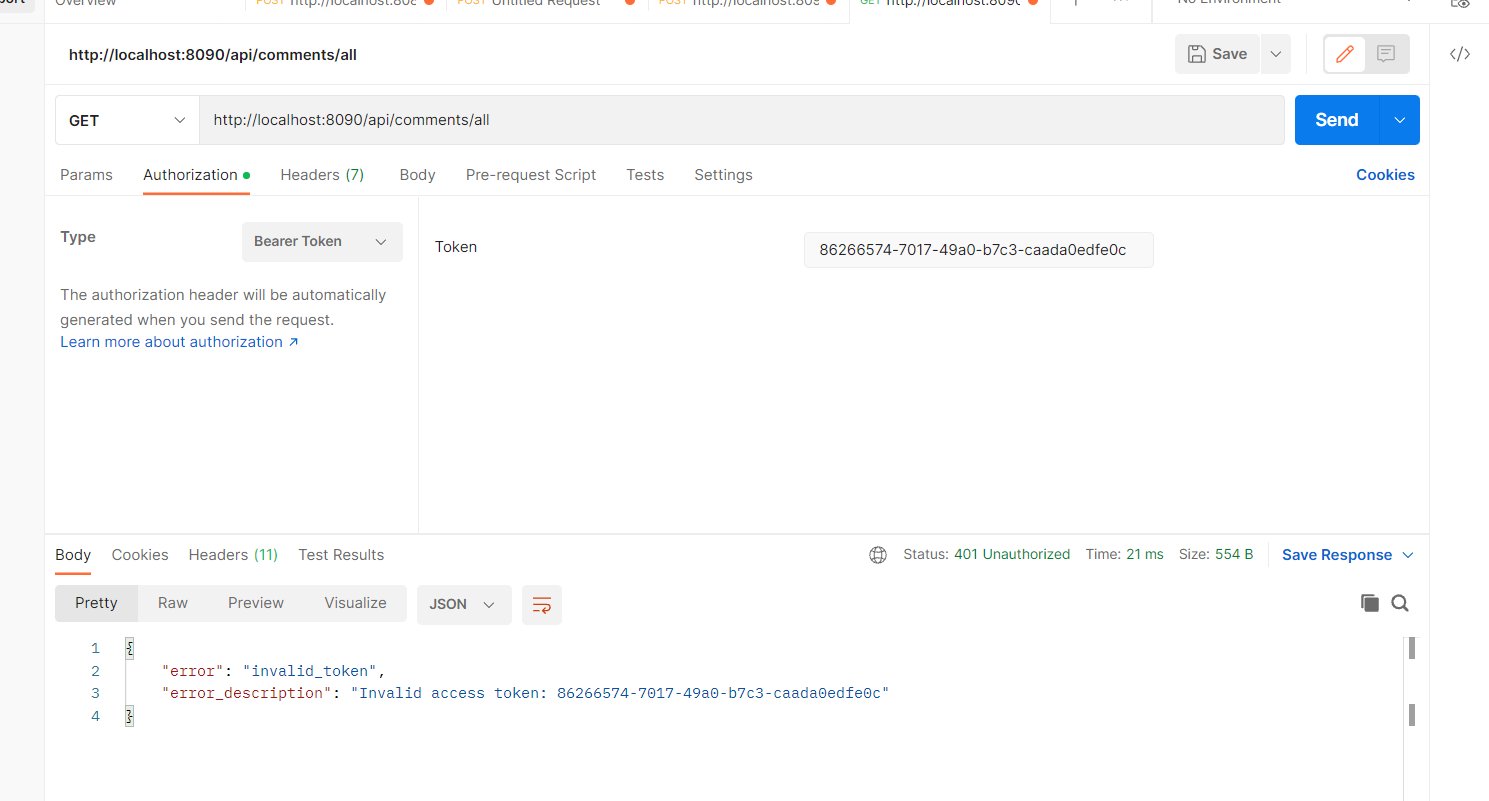 Overview POST http://localhost:808 POST Untitled Request POST http://localhost:809 GET http://localhost:8090 No Environment
http://localhost:8090/api/comments/all
Save
GET
http://localhost:8090/api/comments/all
Send
Params Authorization Headers (7) Body Pre-request Script Tests Settings Cookies
Type
Bearer Token
Token
86266574-7017-49a0-b7c3-caada0edfe0c
The authorization header will be automatically
generated when you send the request.
Learn more about authorization ↗
Body Cookies Headers (11) Test Results Status: 401 Unauthorized Time: 21 ms Size: 554 B Save Response
Pretty Raw Preview Visualize JSON
1 {
2 "error": "invalid_token",
3 "error_description": "Invalid access token: 86266574-7017-49a0-b7c3-caada0edfe0c"
4 }